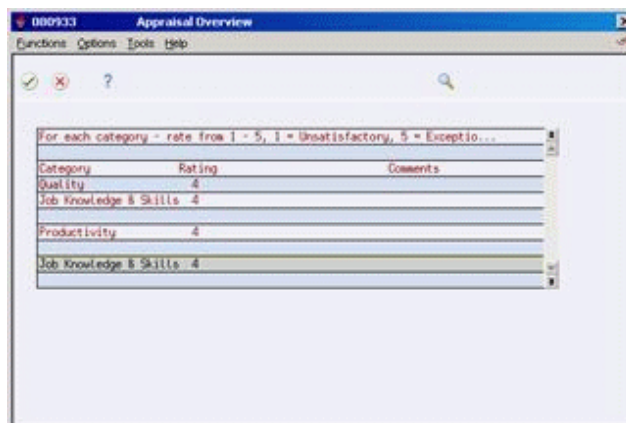 000933 Appraisal Overview
Functions Options Tools Help
?
For each category - rate from 1 - 5, 1 = Unsatisfactory, 5 = Exceptio...
Category Rating Comments
Quality 4
Job Knowledge & Skills 4
Productivity 4
Job Knowledge & Skills 4